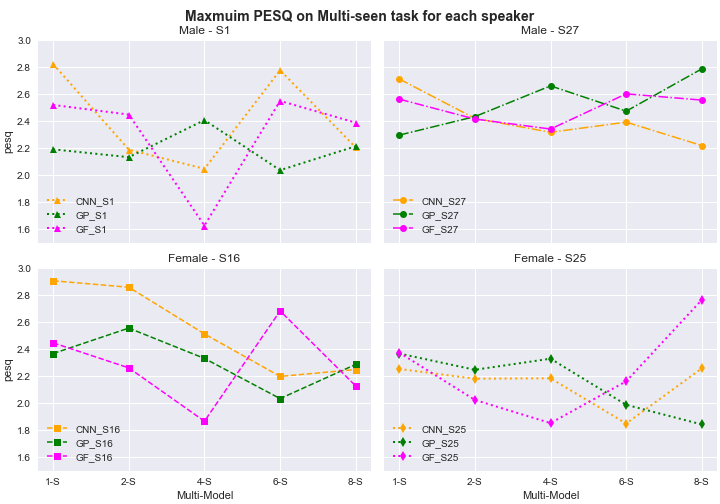 Maxmuim PESQ on Multi-seen task for each speaker
Male - S1
Male - S27
3.0
2.8
2.6
2.4
2.2
2.0
1.8
1.6
pesq
CNN_S1
GP_S1
GF_S1
CNN_S27
GP_S27
GF_S27
Female - S16
Female - S25
3.0
2.8
2.6
2.4
2.2
2.0
1.8
1.6
pesq
CNN_S16
GP_S16
GF_S16
CNN_S25
GP_S25
GF_S25
1-S 2-S 4-S 6-S 8-S
1-S 2-S 4-S 6-S 8-S
Multi-Model
Multi-Model